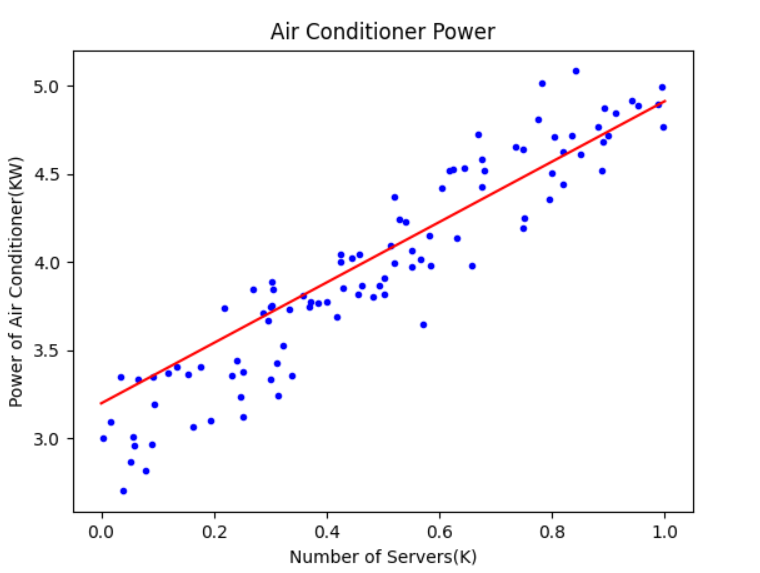 Air Conditioner Power
Power of Air Conditioner(KW)
5.0
4.5
4.0
3.5
3.0
0.0 0.2 0.4 0.6 0.8 1.0
Number of Servers(K)